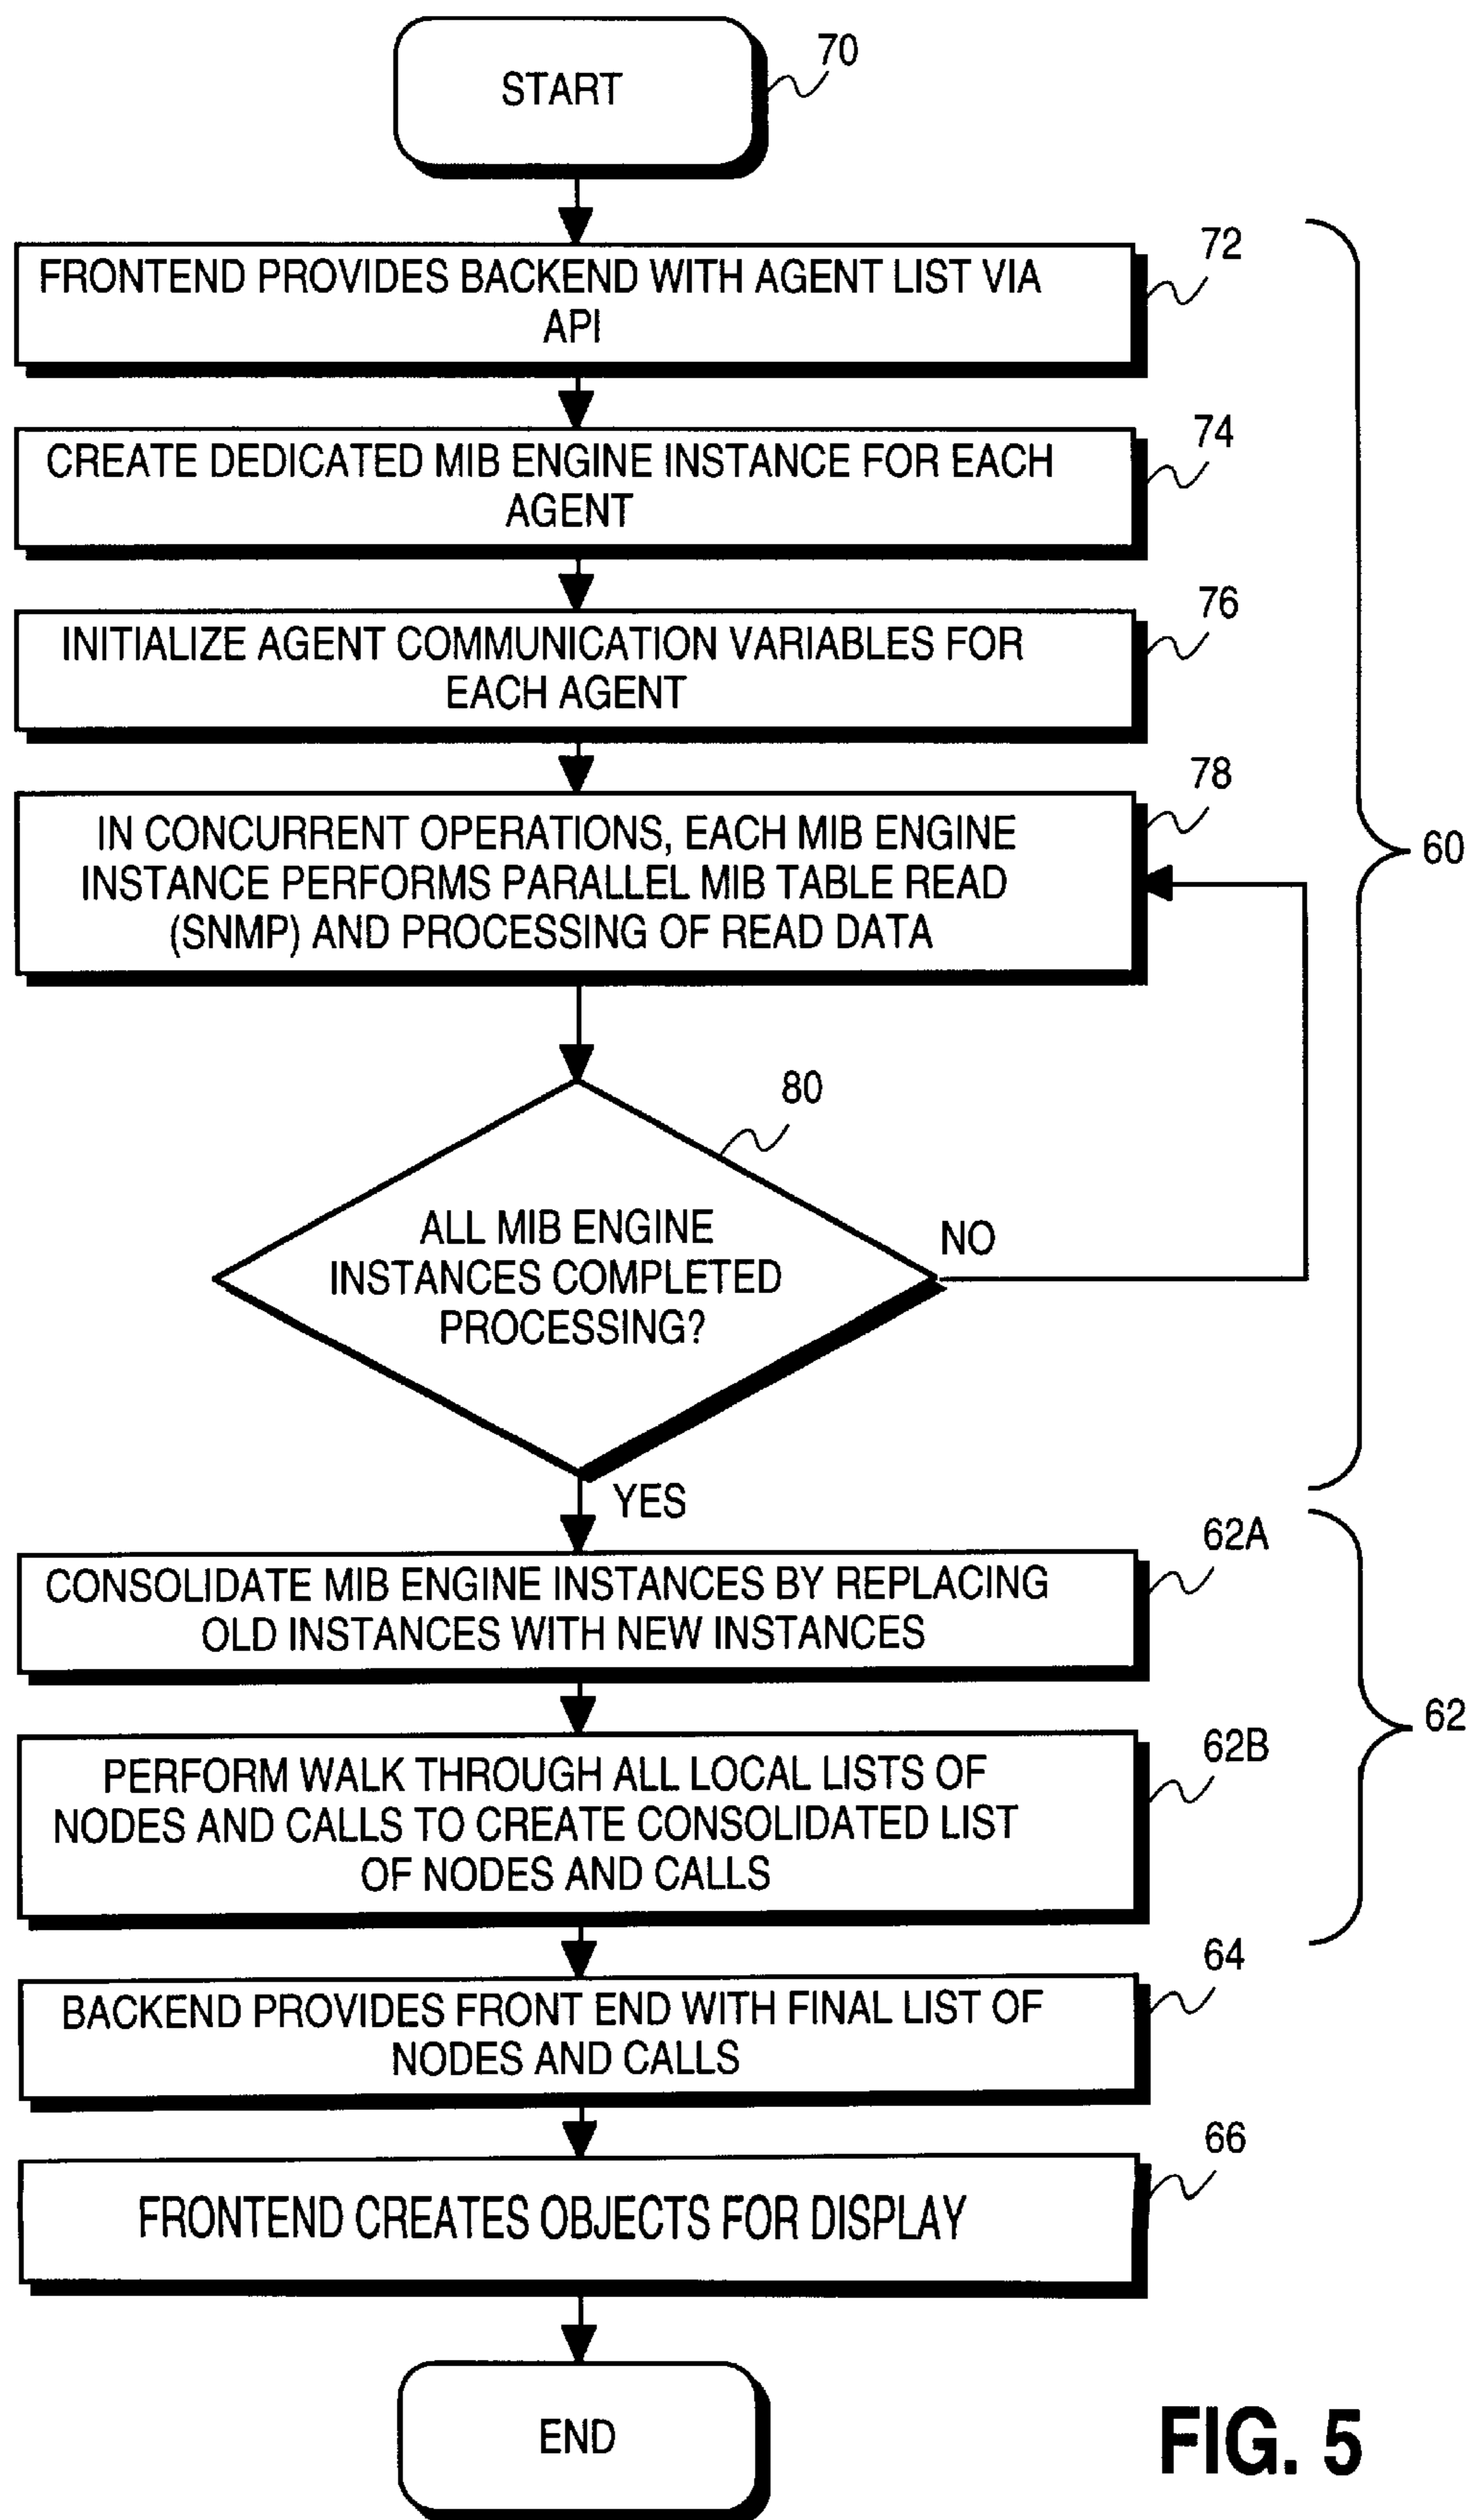 START
70
FRONTEND PROVIDES BACKEND WITH AGENT LIST VIA
API
72
CREATE DEDICATED MIB ENGINE INSTANCE FOR EACH
AGENT
74
INITIALIZE AGENT COMMUNICATION VARIABLES FOR
EACH AGENT
76
IN CONCURRENT OPERATIONS, EACH MIB ENGINE
INSTANCE PERFORMS PARALLEL MIB TABLE READ
(SNMP) AND PROCESSING OF READ DATA
78
60
ALL MIB ENGINE
INSTANCES COMPLETED
PROCESSING?
80
NO
YES
CONSOLIDATE MIB ENGINE INSTANCES BY REPLACING
OLD INSTANCES WITH NEW INSTANCES
62A
PERFORM WALK THROUGH ALL LOCAL LISTS OF
NODES AND CALLS TO CREATE CONSOLIDATED LIST
OF NODES AND CALLS
62B
62
BACKEND PROVIDES FRONT END WITH FINAL LIST OF
NODES AND CALLS
64
FRONTEND CREATES OBJECTS FOR DISPLAY
66
END
FIG. 5